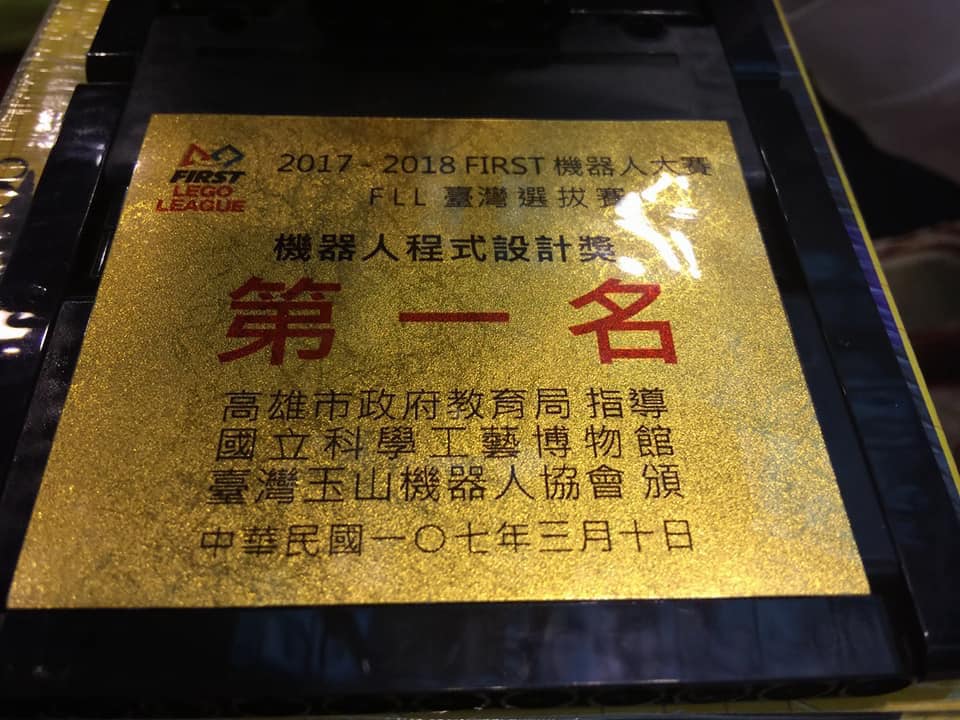 FIRST
LEGO
LEAGUE
2017-2018 FIRST 機器人大賽
FLL 臺灣選拔賽
機器人程式設計獎
第一名
高雄市政府教育局 指導
國立科學工藝博物館
臺灣玉山機器人協會 頒
中華民國一〇七年三月十日